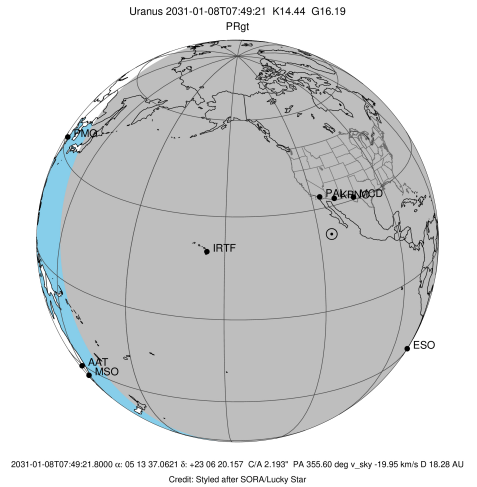 Uranus 2031-01-08T07:49:21 K14.44 G16.19
PRgt
PMO
MCD
IRTF
ESO
AAT
MSO
2031-01-08T07:49:21.8000 α: 05 13 37.0621 δ: +23 06 20.157 C/A 2.193" PA 355.60 deg v_sky -19.95 km/s D 18.28 AU
Credit: Styled after SORA/Lucky Star